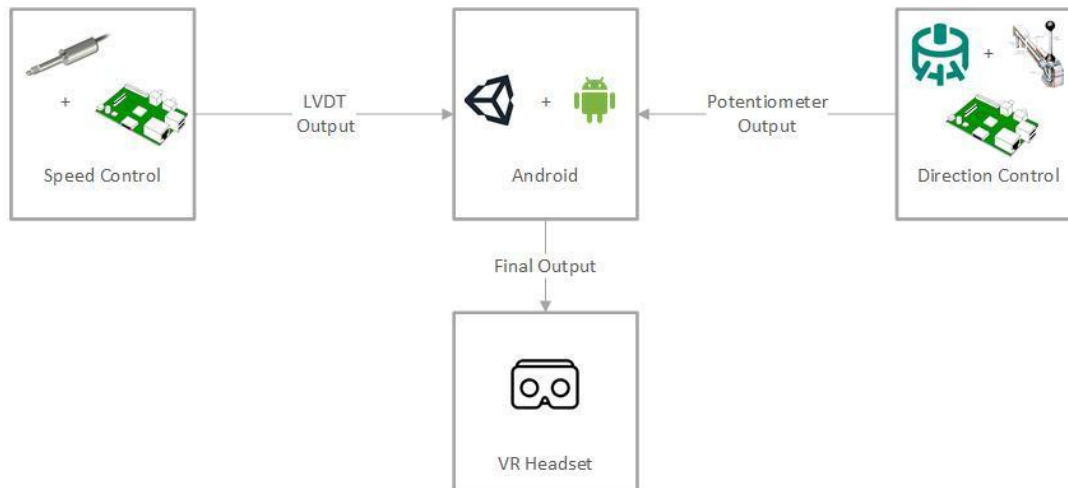 +
Speed Control
LVDT
Output
+
Android
Potentiometer
Output
+
Direction Control
Final Output
VR Headset